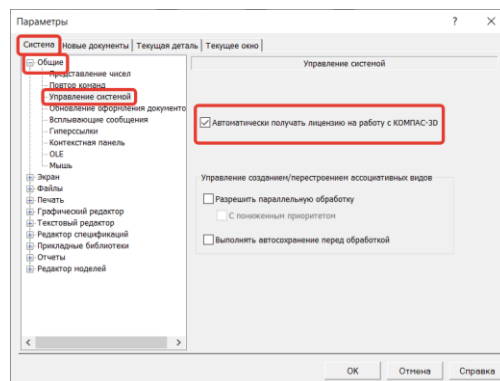 Параметры ? ×
Система Новые документы Текущая деталь Текущее окно
Общие
Представление чисел
Повтор команд
Управление системой
Обновление оформления документо
Всплывающие сообщения
Гиперссылки
Контекстная панель
OLE
Мышь
Экран
Файлы
Печать
Графический редактор
Текстовый редактор
Редактор спецификаций
Прикладные библиотеки
Отчеты
Редактор моделей
Управление системой
Автоматически получать лицензию на работу с КОМПАС-3D
Управление созданием/перестроением ассоциативных видов
Разрешить параллельную обработку
С пониженным приоритетом
Выполнять автосохранение перед обработкой
ОК Отмена Справка